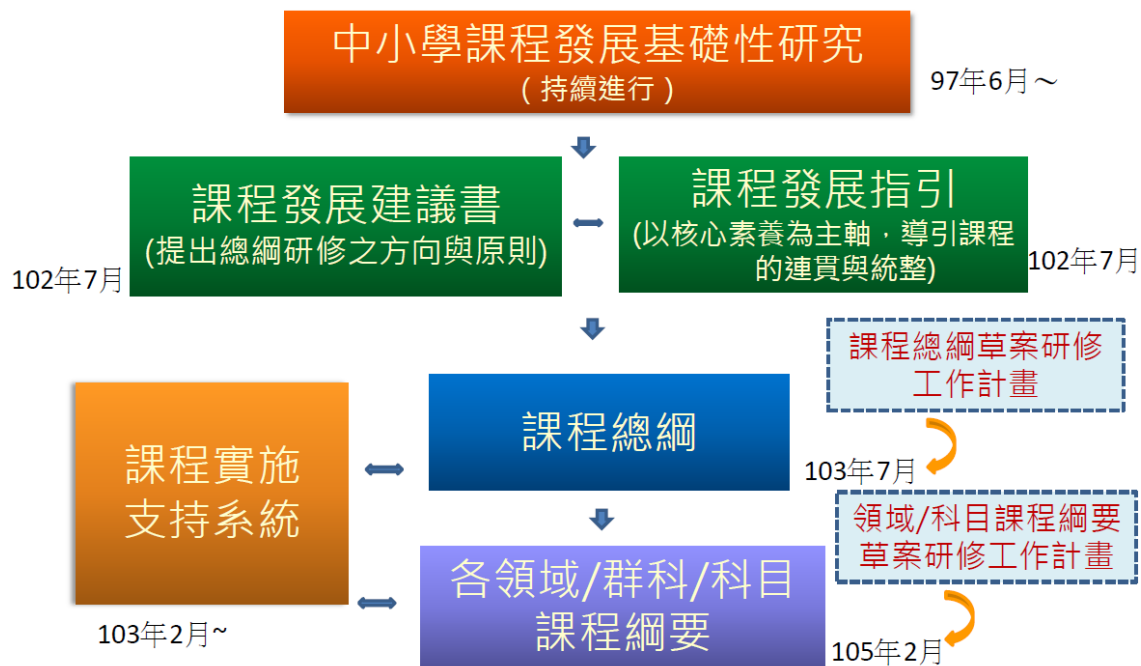 中小學課程發展基礎性研究
(持續進行)
97年6月～
課程發展建議書
(提出總綱研修之方向與原則)
102年7月
課程發展指引
(以核心素養為主軸，導引課程
的連貫與統整)
102年7月
課程總綱草案研修
工作計畫
課程總綱
103年7月
課程實施
支持系統
103年2月~
領域/科目課程綱要
草案研修工作計畫
各領域/群科/科目
課程綱要
105年2月